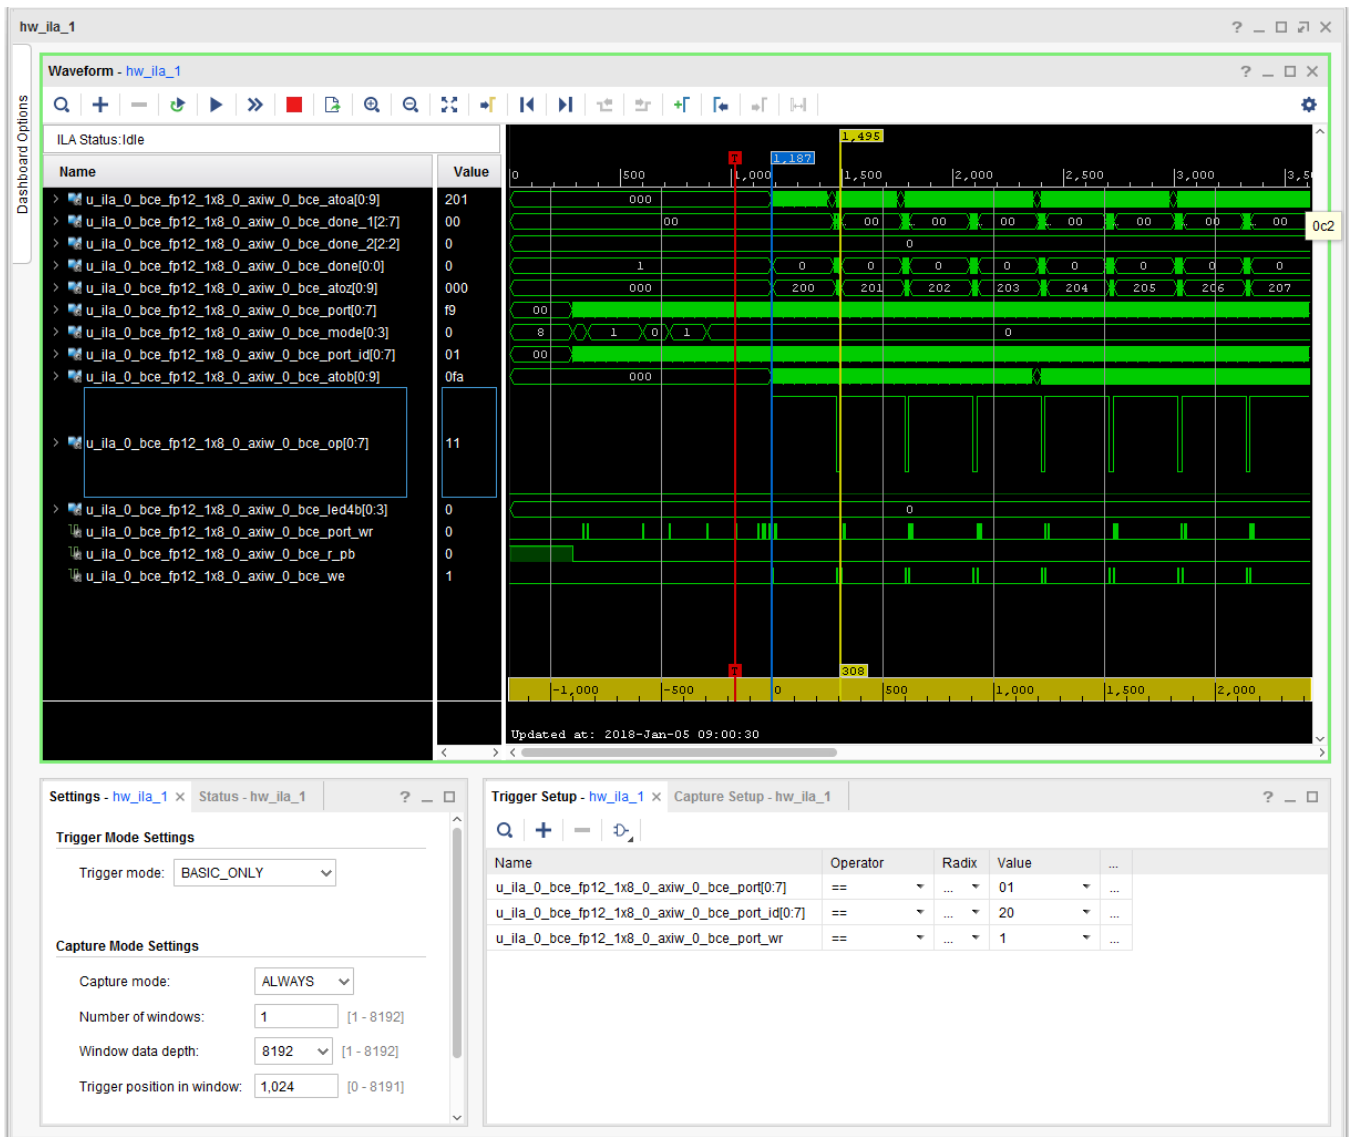 hw_ila_1
Dashboard Options
Waveform - hw_ila_1
ILA Status:Idle
Name Value
1,495
1,187
T
0 500 1,000 1,500 2,000 2,500 3,000 3,5
u_ila_0_bce_fp12_1x8_0_axiw_0_bce_atoa[0:9] 201 000
u_ila_0_bce_fp12_1x8_0_axiw_0_bce_done_1[2:7] 00 00 00 00 00 00 00 00 00
0c2
u_ila_0_bce_fp12_1x8_0_axiw_0_bce_done_2[2:2] 0 0
u_ila_0_bce_fp12_1x8_0_axiw_0_bce_done[0:0] 0 1 0 0 0 0 0 0 0 0
u_ila_0_bce_fp12_1x8_0_axiw_0_bce_atoz[0:9] 000 000 200 201 202 203 204 205 206 207
u_ila_0_bce_fp12_1x8_0_axiw_0_bce_port[0:7] f9 00
u_ila_0_bce_fp12_1x8_0_axiw_0_bce_mode[0:3] 0 8 1 0 1 0
u_ila_0_bce_fp12_1x8_0_axiw_0_bce_port_id[0:7] 01 00
u_ila_0_bce_fp12_1x8_0_axiw_0_bce_atob[0:9] 0fa 000
u_ila_0_bce_fp12_1x8_0_axiw_0_bce_op[0:7] 11
u_ila_0_bce_fp12_1x8_0_axiw_0_bce_led4b[0:3] 0 0
u_ila_0_bce_fp12_1x8_0_axiw_0_bce_port_wr 0
u_ila_0_bce_fp12_1x8_0_axiw_0_bce_r_pb 0
u_ila_0_bce_fp12_1x8_0_axiw_0_bce_we 1
T 308
-1,000 -500 0 500 1,000 1,500 2,000
Updated at: 2018-Jan-05 09:00:30
Settings - hw_ila_1 Status - hw_ila_1
Trigger Mode Settings
Trigger mode: BASIC_ONLY
Capture Mode Settings
Capture mode: ALWAYS
Number of windows: 1 [1 - 8192]
Window data depth: 8192 [1 - 8192]
Trigger position in window: 1,024 [0 - 8191]
Trigger Setup - hw_ila_1 Capture Setup - hw_ila_1
Name Operator Radix Value ...
u_ila_0_bce_fp12_1x8_0_axiw_0_bce_port[0:7] == ... 01 ...
u_ila_0_bce_fp12_1x8_0_axiw_0_bce_port_id[0:7] == ... 20 ...
u_ila_0_bce_fp12_1x8_0_axiw_0_bce_port_wr == ... 1 ...